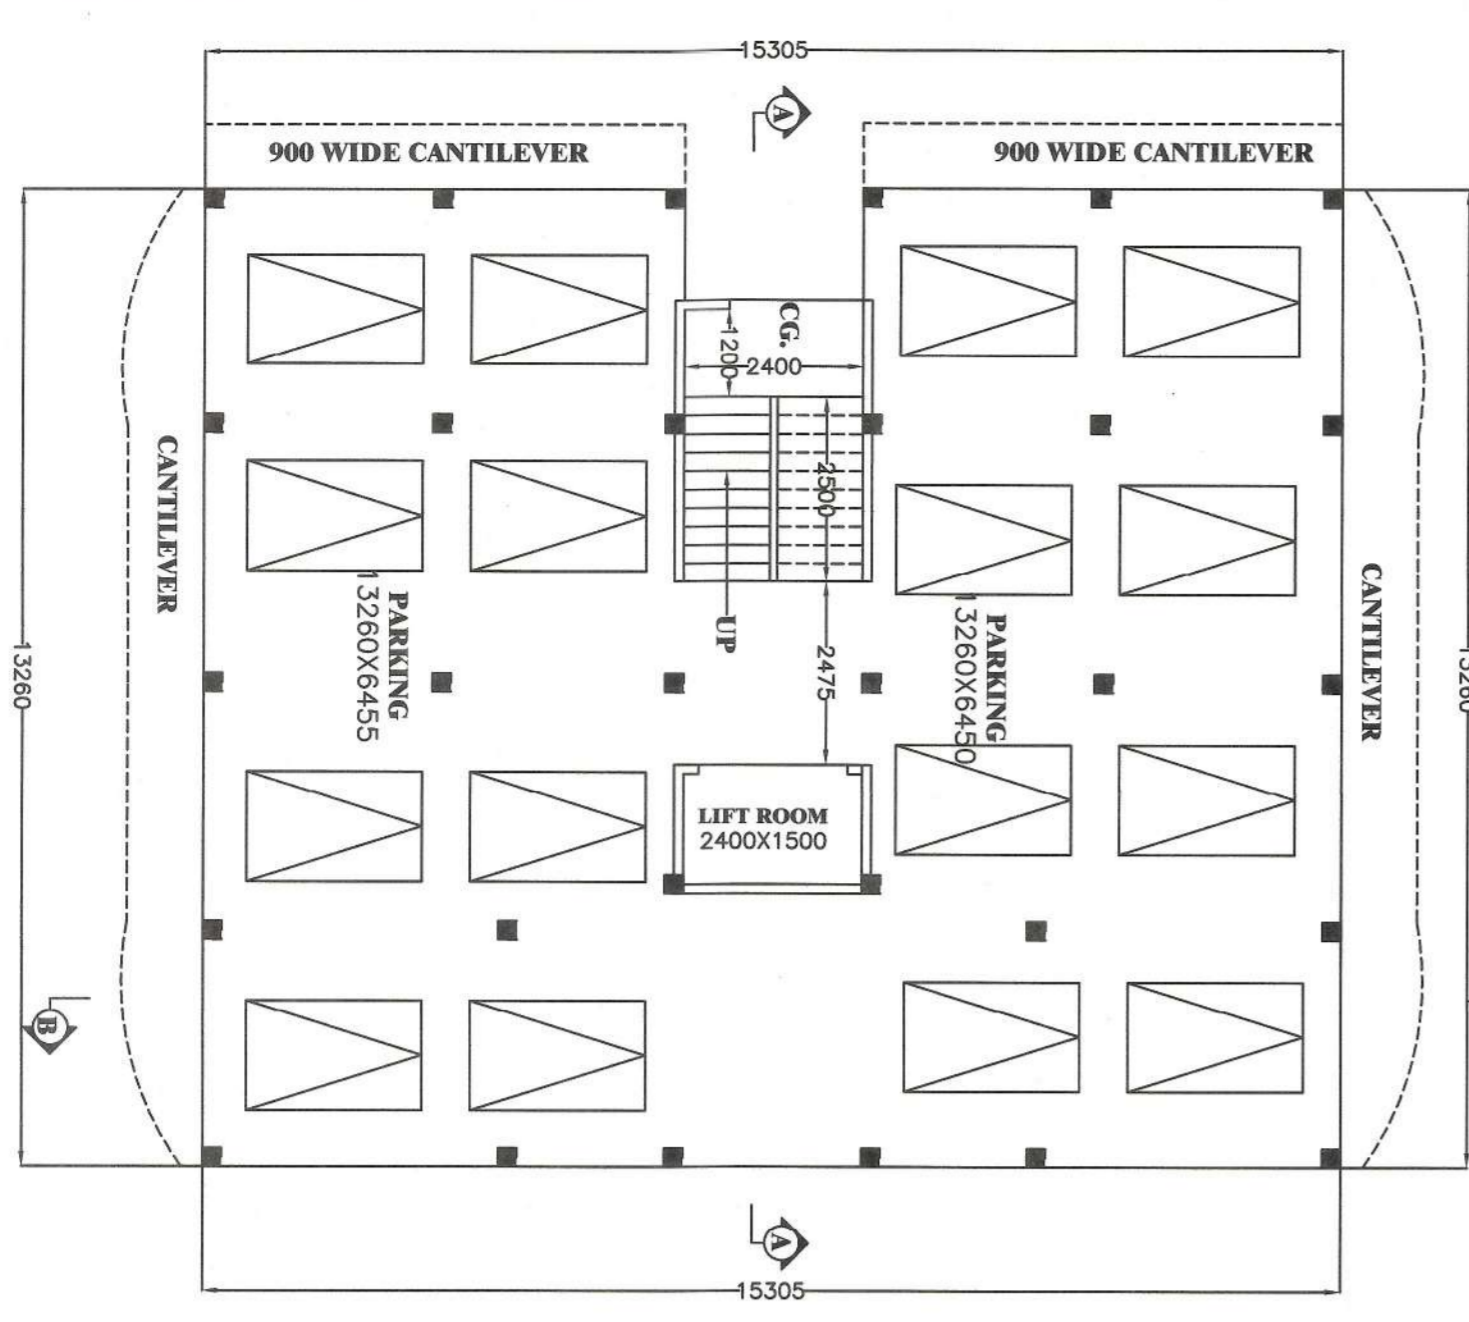 15305
A
900 WIDE CANTILEVER
900 WIDE CANTILEVER
CG.
1200
2400
CANTILEVER
2500
UP
PARKING
13260X6455
PARKING
13260X6450
CANTILEVER
13260
13260
2475
LIFT ROOM
2400X1500
B
A
15305